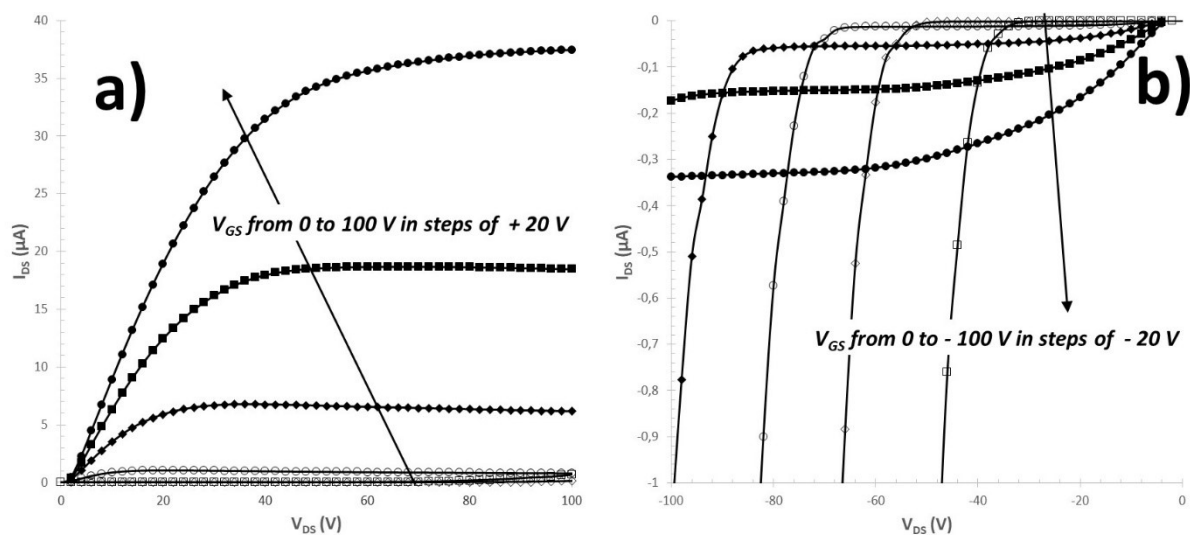 a)
40
35
30
25
20
15
10
5
0
I_DS (µA)
V_GS from 0 to 100 V in steps of + 20 V
0 20 40 60 80 100
V_DS (V)
b)
0
-0,1
-0,2
-0,3
-0,4
-0,5
-0,6
-0,7
-0,8
-0,9
-1
I_DS (µA)
V_GS from 0 to - 100 V in steps of - 20 V
-100 -80 -60 -40 -20 0
V_DS (V)